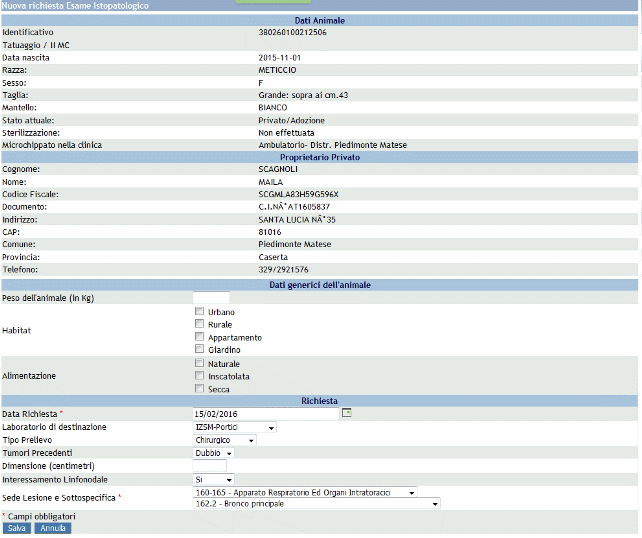 Nuova richiesta Esame Istopatologico
Dati Animale
Identificativo 380260100212506
Tatuaggio / II MC
Data nascita 2015-11-01
Razza: METICCIO
Sesso: F
Taglia: Grande: sopra ai cm.43
Mantello: BIANCO
Stato attuale: Privato/Adozione
Sterilizzazione: Non effettuata
Microchippato nella clinica Ambulatorio- Distr. Piedimonte Matese
Proprietario Privato
Cognome: SCAGNOLI
Nome: MAILA
Codice Fiscale: SCGMLA83H59G596X
Documento: C.I.NÂ°AT1605837
Indirizzo: SANTA LUCIA NÂ°35
CAP: 81016
Comune: Piedimonte Matese
Provincia: Caserta
Telefono: 329/2921576
Dati generici dell'animale
Peso dell'animale (in Kg)
Habitat
Urbano
Rurale
Appartamento
Giardino
Alimentazione
Naturale
Inscatolata
Secca
Richiesta
Data Richiesta * 15/02/2016
Laboratorio di destinazione IZSM-Portici
Tipo Prelievo Chirurgico
Tumori Precedenti Dubbio
Dimensione (centimetri)
Interessamento Linfonodale Si
Sede Lesione e Sottospecifica *
160-165 - Apparato Respiratorio Ed Organi Intratoracici
162.2 - Bronco principale
* Campi obbligatori
Salva Annulla